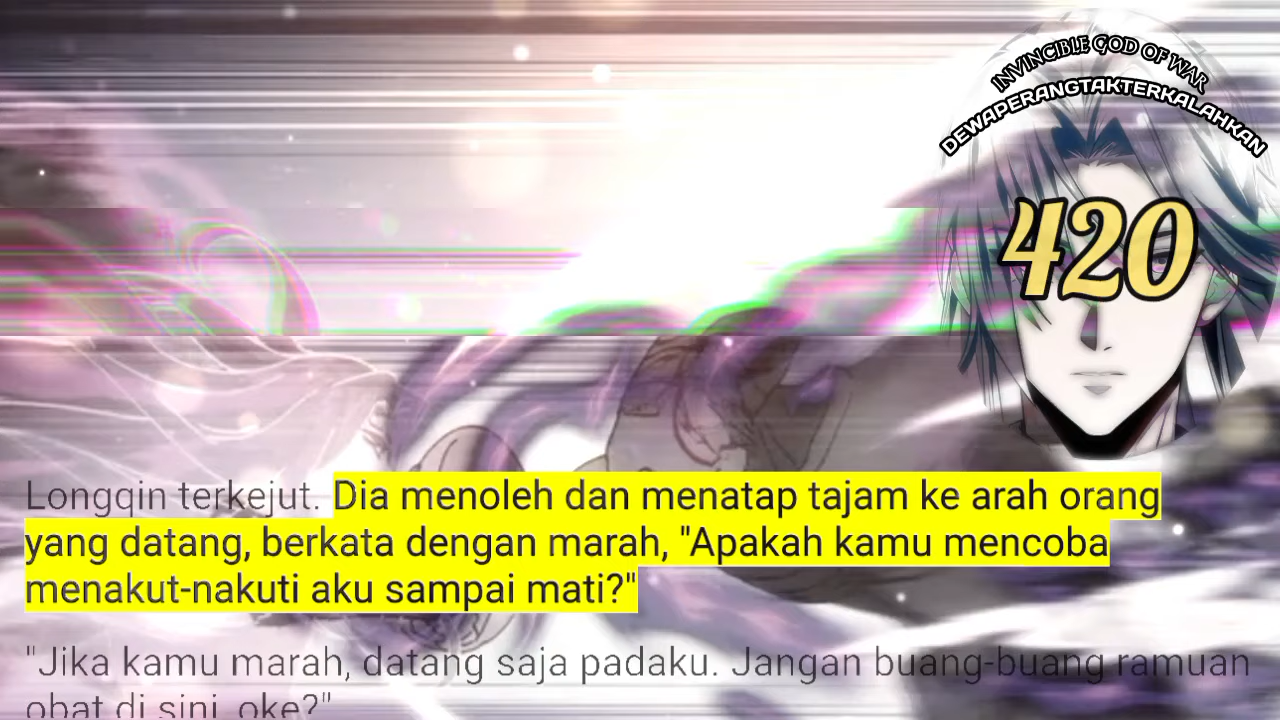 INVINCIBLE GOD OF WAR
DEWAPERANGTAKTERKALAHKAN
420
Longqin terkejut. Dia menoleh dan menatap tajam ke arah orang
yang datang, berkata dengan marah, "Apakah kamu mencoba
menakut-nakuti aku sampai mati?"
"Jika kamu marah, datang saja padaku. Jangan buang-buang ramuan
obat di sini, oke?"